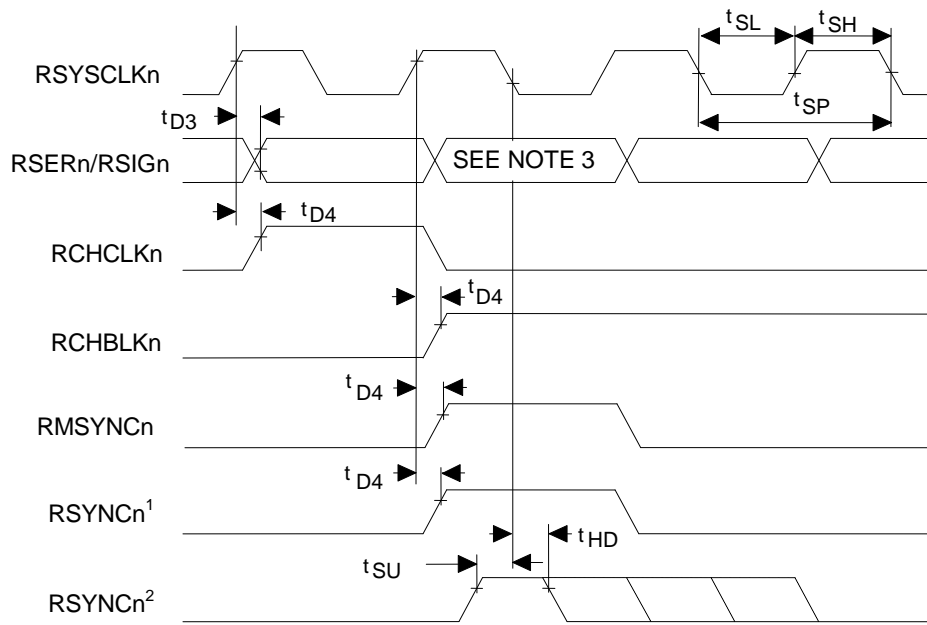 tSL
tSH
RSYSCLKn
tSP
tD3
RSERn/RSIGn
SEE NOTE 3
tD4
RCHCLKn
tD4
RCHBLKn
tD4
RMSYNCn
tD4
RSYNCn1
tHD
tSU
RSYNCn2